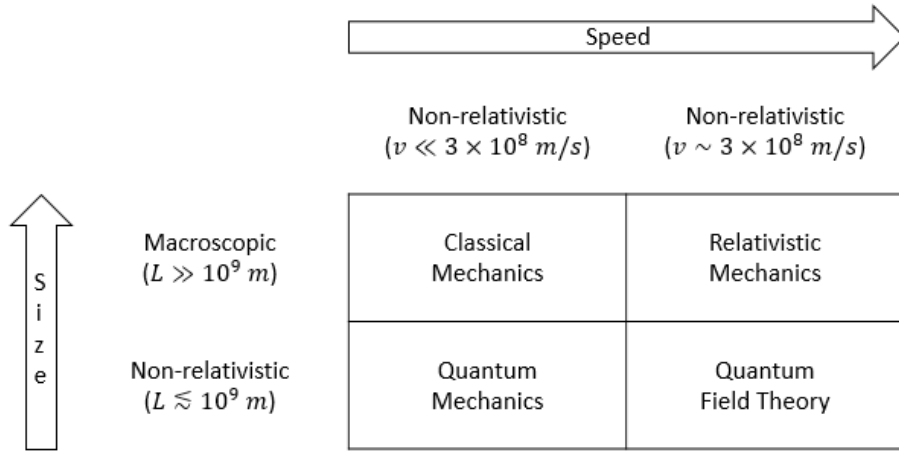 Speed
Non-relativistic
Non-relativistic
(v ≪ 3 × 10⁸ m/s)
(v ~ 3 × 10⁸ m/s)
Size
Macroscopic
(L ≫ 10⁹ m)
Classical
Mechanics
Relativistic
Mechanics
Non-relativistic
(L ≲ 10⁹ m)
Quantum
Mechanics
Quantum
Field Theory